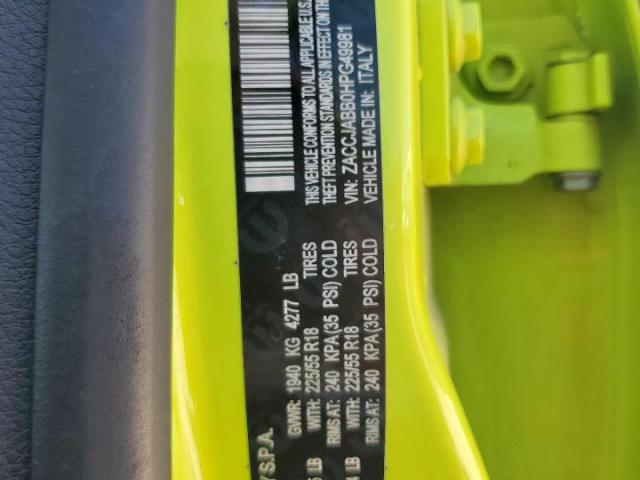 S.P.A.
GVWR: 1940 KG 4277 LB
LB WITH: 225/55 R18 TIRES
RIMS AT: 240 KPA(35 PSI) COLD
LB WITH: 225/55 R18 TIRES
RIMS AT: 240 KPA(35 PSI) COLD
THIS VEHICLE CONFORMS TO ALL APPLICABLE U.S.A.
THEFT PREVENTION STANDARDS IN EFFECT ON THE
VIN: ZACCJABB0HPG49981
VEHICLE MADE IN: ITALY